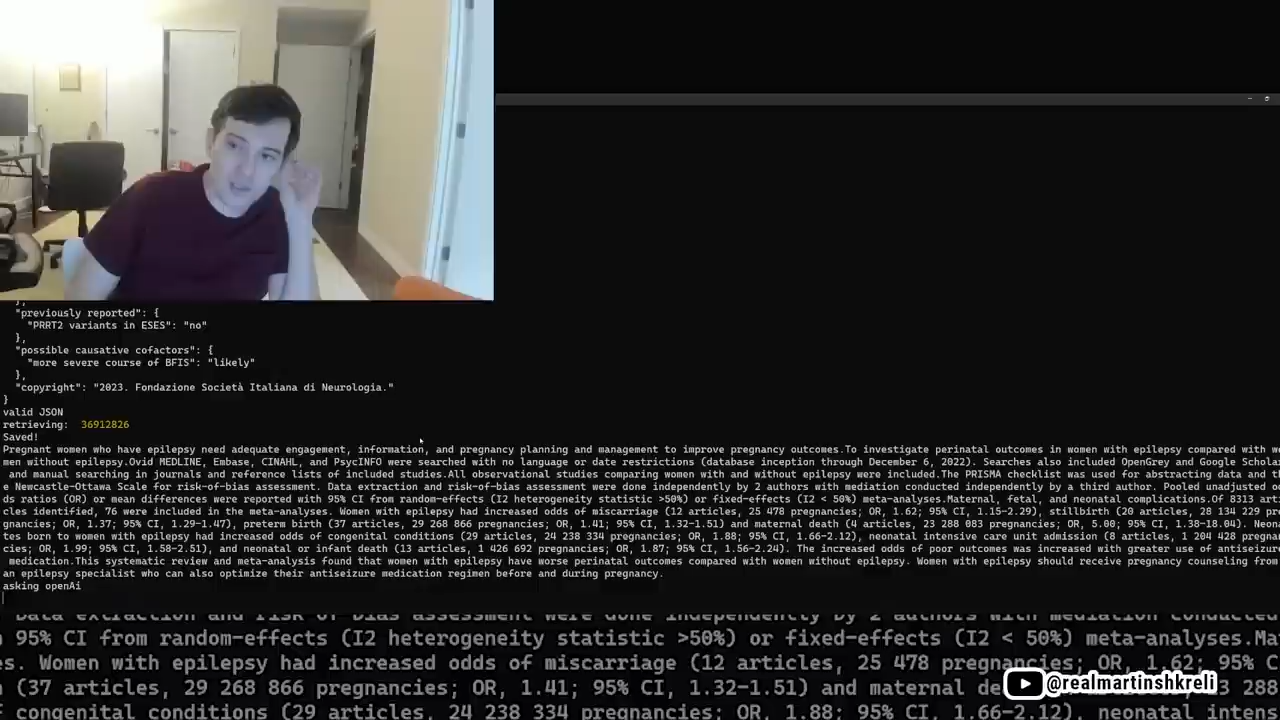 },
"previously reported": {
"PRRT2 variants in ESES": "no"
},
"possible causative cofactors": {
"more severe course of BFIS": "likely"
},
"copyright": "2023. Fondazione Società Italiana di Neurologia."
}
valid JSON
retrieving: 36912826
Saved!
Pregnant women who have epilepsy need adequate engagement, information, and pregnancy planning and management to improve pregnancy outcomes.To investigate perinatal outcomes in women with epilepsy compared with wo
men without epilepsy.Ovid MEDLINE, Embase, CINAHL, and PsycINFO were searched with no language or date restrictions (database inception through December 6, 2022). Searches also included OpenGrey and Google Schola
and manual searching in journals and reference lists of included studies.All observational studies comparing women with and without epilepsy were included.The PRISMA checklist was used for abstracting data and th
e Newcastle-Ottawa Scale for risk-of-bias assessment. Data extraction and risk-of-bias assessment were done independently by 2 authors with mediation conducted independently by a third author. Pooled unadjusted o
ds ratios (OR) or mean differences were reported with 95% CI from random-effects (I2 heterogeneity statistic >50%) or fixed-effects (I2 < 50%) meta-analyses.Maternal, fetal, and neonatal complications.Of 8313 arti
cles identified, 76 were included in the meta-analyses. Women with epilepsy had increased odds of miscarriage (12 articles, 25 478 pregnancies; OR, 1.62; 95% CI, 1.15-2.29), stillbirth (20 articles, 28 134 229 pr
gnancies; OR, 1.37; 95% CI, 1.29-1.47), preterm birth (37 articles, 29 268 866 pregnancies; OR, 1.41; 95% CI, 1.32-1.51) and maternal death (4 articles, 23 288 083 pregnancies; OR, 5.00; 95% CI, 1.38-18.04). Neon
tes born to women with epilepsy had increased odds of congenital conditions (29 articles, 24 238 334 pregnancies; OR, 1.88; 95% CI, 1.66-2.12), neonatal intensive care unit admission (8 articles, 1 204 428 pregna
cies; OR, 1.99; 95% CI, 1.58-2.51), and neonatal or infant death (13 articles, 1 426 692 pregnancies; OR, 1.87; 95% CI, 1.56-2.24). The increased odds of poor outcomes was increased with greater use of antiseizur
medication.This systematic review and meta-analysis found that women with epilepsy have worse perinatal outcomes compared with women without epilepsy. Women with epilepsy should receive pregnancy counseling from
an epilepsy specialist who can also optimize their antiseizure medication regimen before and during pregnancy.
asking openAi
Data extraction and risk-of-bias assessment were done independently by 2 authors with mediation conducted
95% CI from random-effects (I2 heterogeneity statistic >50%) or fixed-effects (I2 < 50%) meta-analyses.Ma
es. Women with epilepsy had increased odds of miscarriage (12 articles, 25 478 pregnancies; OR, 1.62; 95% C
(37 articles, 29 268 866 pregnancies; OR, 1.41; 95% CI, 1.32-1.51) and maternal de 3 288
@realmartinshkreli
congenital conditions (29 articles, 24 238 334 pregnancies; OR, 1.88; 95% CI, 1.66-2.12), neonatal intens